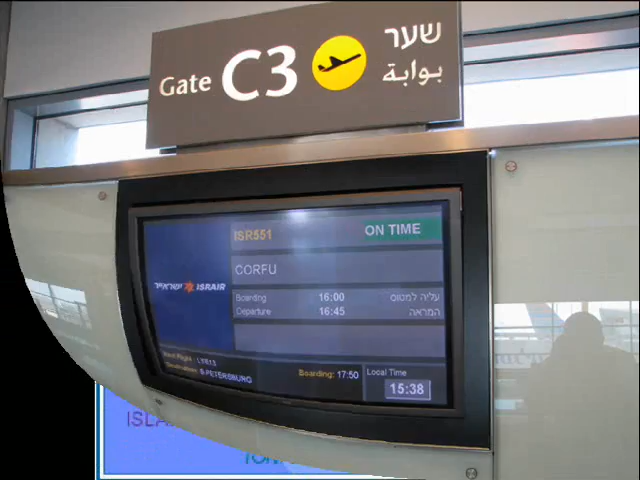 Gate C3 שער
بوابة
ISR551 ON TIME
CORFU
ישראייר ISRAIR
Boarding 16:00 עליה למטוס
Departure 16:45 המראה
Next Flight :
Destination: S.PETERSBURG Boarding: 17:50
Local Time
15:38